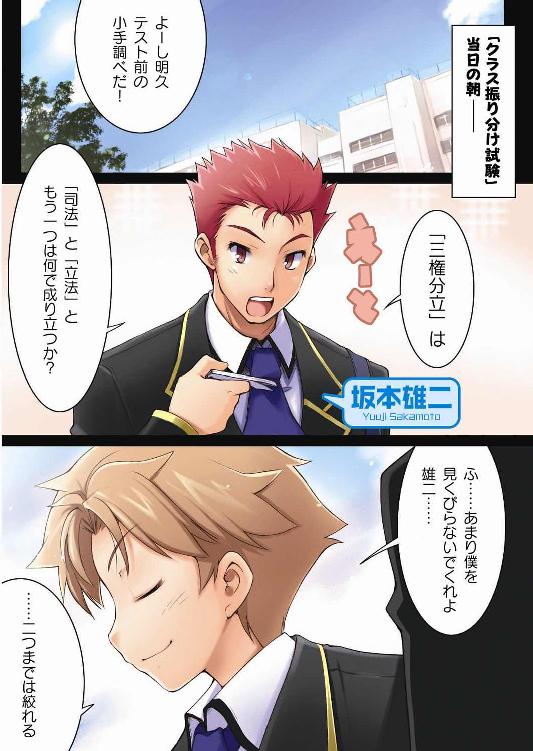 「クラス振り分け試験」
当日の朝――
よーし明久
テスト前の
小手調べだ！
「三権分立」は
えーと
「司法」と「立法」と
もう一つは何で成り立つか？
坂本雄二
Yuuji Sakamoto
ふ……あまり僕を
見くびらないでくれよ
雄二……
……二つまでは絞れる